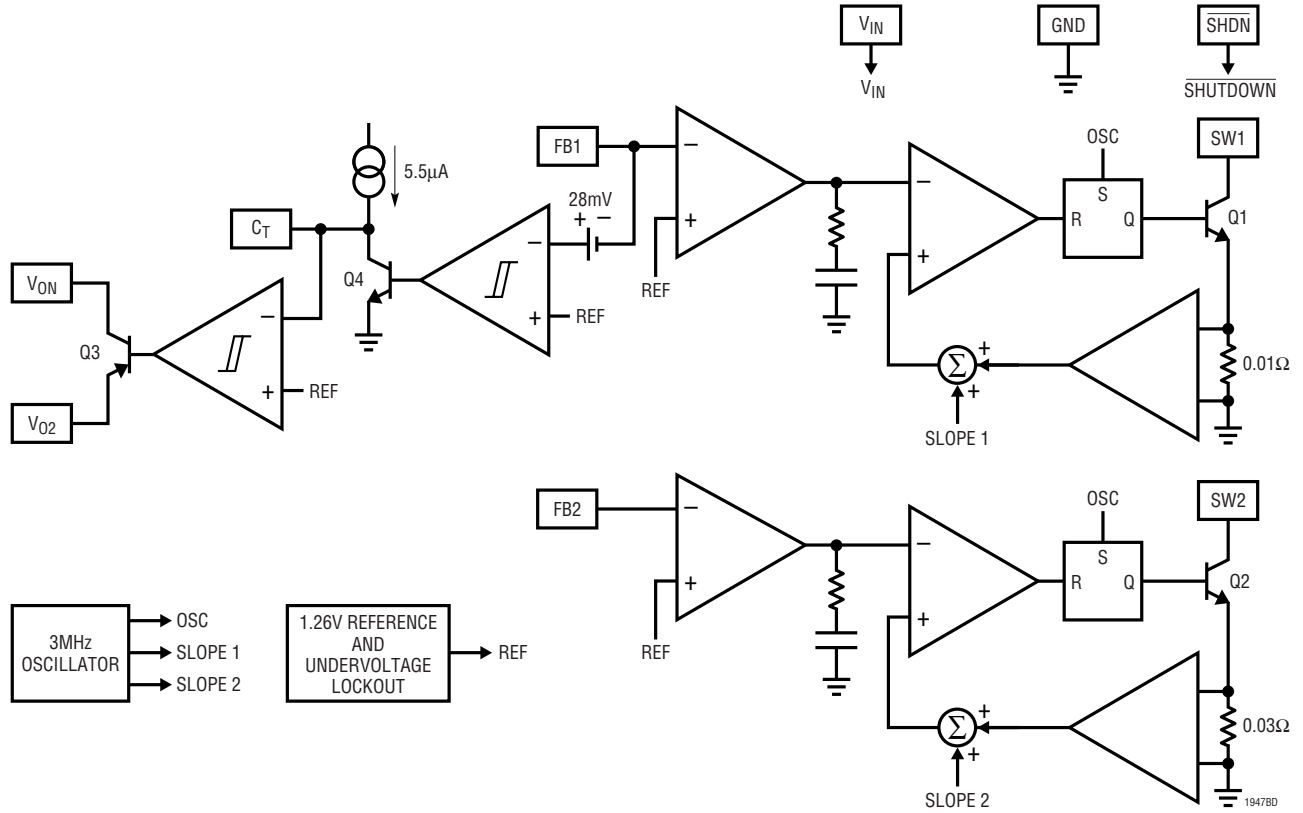 V_IN
V_IN
GND
S̅H̅D̅N̅
S̅H̅U̅T̅D̅O̅W̅N̅
5.5µA
C_T
V_ON
V_O2
Q3
−
+
REF
Q4
−
+
REF
28mV
+ −
FB1
−
+
REF
−
+
OSC
S
R
Q
SW1
Q1
0.01Ω
Σ
+
+
SLOPE 1
FB2
−
+
REF
−
+
OSC
S
R
Q
SW2
Q2
0.03Ω
Σ
+
+
SLOPE 2
3MHz
OSCILLATOR
OSC
SLOPE 1
SLOPE 2
1.26V REFERENCE
AND
UNDERVOLTAGE
LOCKOUT
REF
1947BD